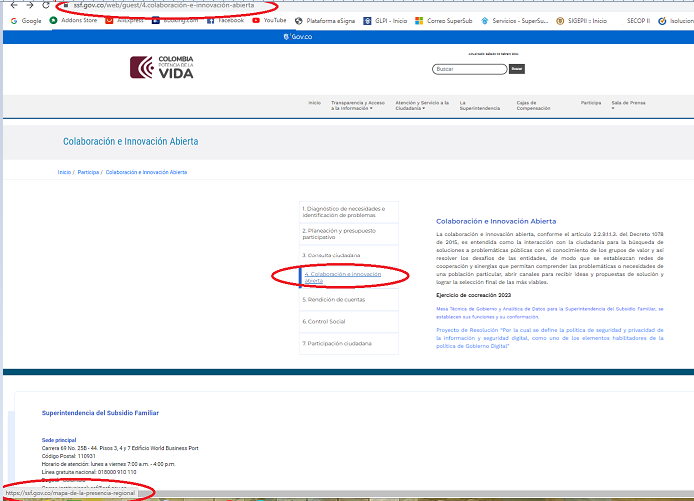 ssf.gov.co/web/guest/4.colaboración-e-innovación-abierta
Google
Addons Store
AliExpress
Booking.com
Facebook
YouTube
Plataforma eSigna
GLPI - Inicio
Correo SuperSub
Servicios - SuperSu...
SIGEPII :: Inicio
SECOP II
Isolucion
Gov.co
COLOMBIA
POTENCIA DE LA
VIDA
Buscar
Buscar
Inicio
Transparencia y Acceso
a la Información
Atención y Servicio a la
Ciudadanía
La
Superintendencia
Cajas de
Compensación
Participa
Sala de Prensa
Colaboración e Innovación Abierta
Inicio / Participa / Colaboración e Innovación Abierta
1. Diagnóstico de necesidades e
identificación de problemas
2. Planeación y presupuesto
participativo
3. Consulta ciudadana
4. Colaboración e innovación
abierta
5. Rendición de cuentas
6. Control Social
7. Participación ciudadana
Colaboración e Innovación Abierta
La colaboración e innovación abierta, conforme el artículo 2.2.9.1.1.3. del Decreto 1078
de 2015, es entendida como la interacción con la ciudadanía para la búsqueda de
soluciones a problemáticas públicas con el conocimiento de los grupos de valor y así
resolver los desafíos de las entidades, de modo que se establezcan redes de
cooperación y sinergias que permitan comprender las problemáticas o necesidades de
una población particular, abrir canales para recibir ideas y propuestas de solución y
lograr la selección final de las más viables.
Ejercicio de cocreación 2023
Mesa Técnica de Gobierno y Analítica de Datos para la Superintendencia del Subsidio Familiar, se
establecen sus funciones y su conformación.
Proyecto de Resolución "Por la cual se define la política de seguridad y privacidad de
la información y seguridad digital, como uno de los elementos habilitadores de la
política de Gobierno Digital"
Superintendencia del Subsidio Familiar
Sede principal
Carrera 69 No. 25B - 44. Pisos 3, 4 y 7 Edificio World Business Port
Código Postal: 110931
Horario de atención: lunes a viernes 7:00 a.m. - 4:00 p.m.
Línea gratuita nacional: 018000 910 110
https://ssf.gov.co/mapa-de-la-presencia-regional